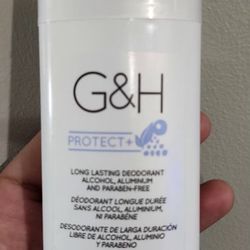 G&H
PROTECT+
LONG LASTING DEODORANT
ALCOHOL, ALUMINUM
AND PARABEN-FREE
DÉODORANT LONGUE DURÉE
SANS ALCOOL, ALUMINIUM,
NI PARABÈNE
DESODORANTE DE LARGA DURACIÓN
LIBRE DE ALCOHOL, ALUMINIO
Y PARABENO